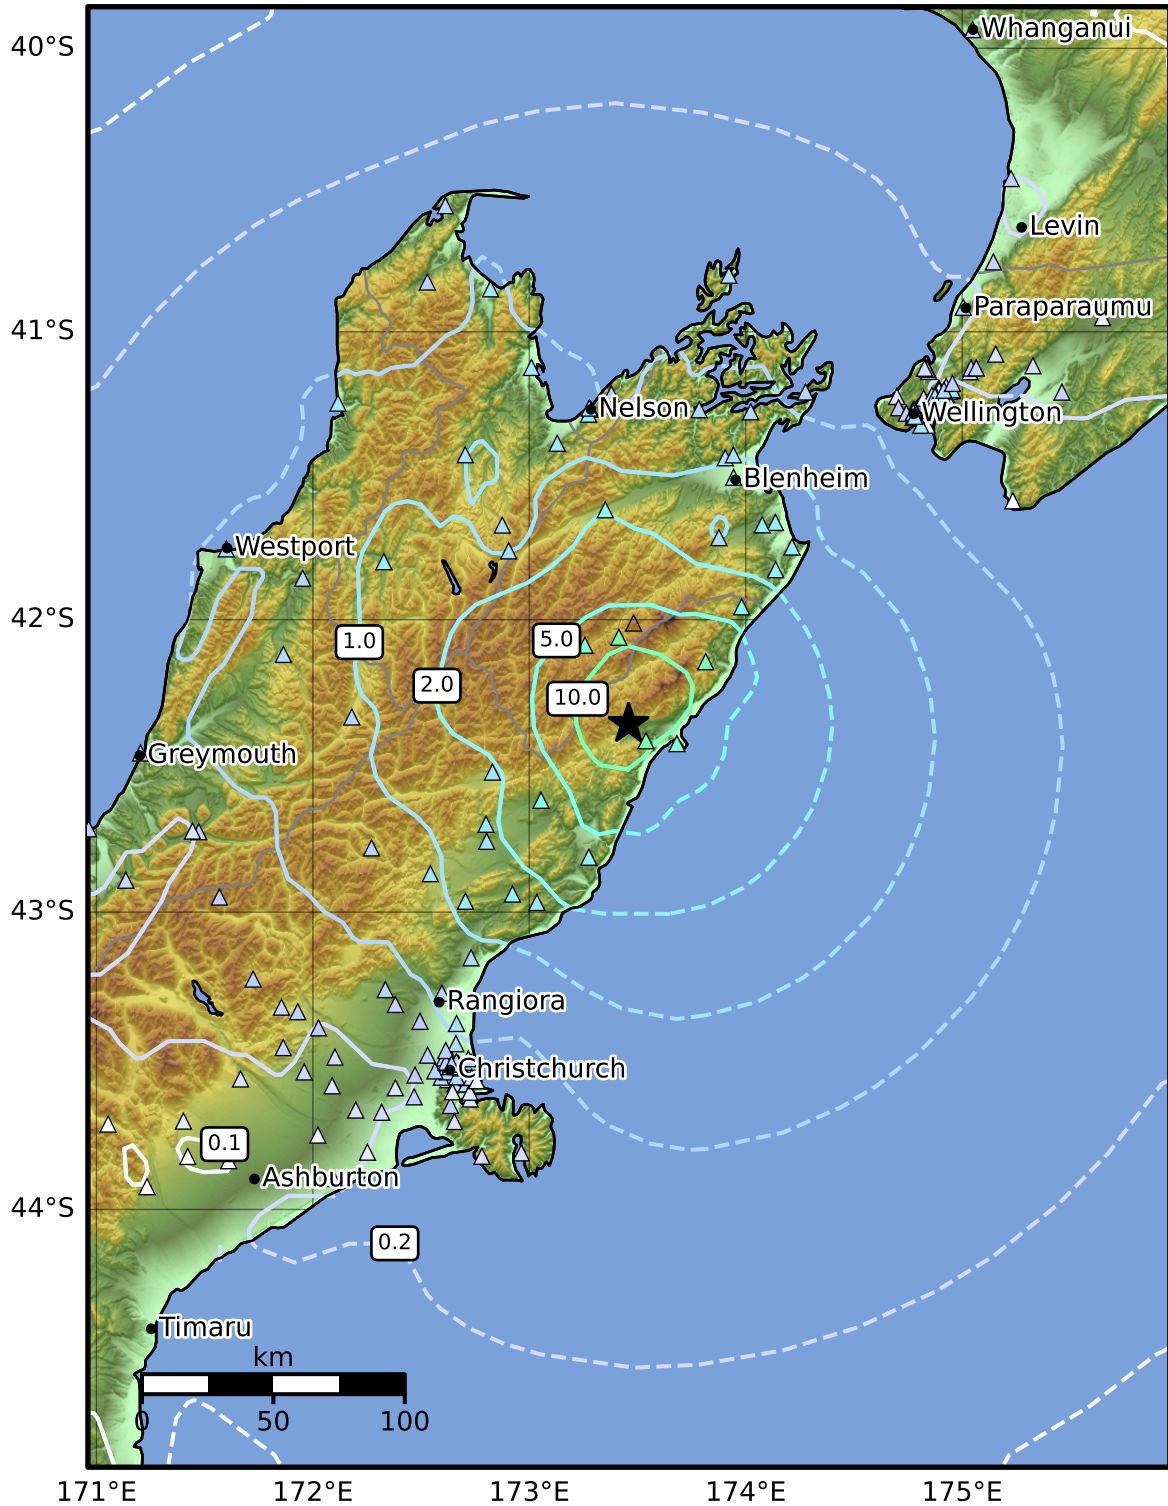 Whanganui
40°S
Levin
Paraparaumu
41°S
Nelson
Wellington
Blenheim
Westport
42°S
1.0
5.0
2.0
10.0
Greymouth
43°S
Rangiora
Christchurch
0.1
Ashburton
44°S
0.2
Timaru
km
0 50 100
171°E 172°E 173°E 174°E 175°E